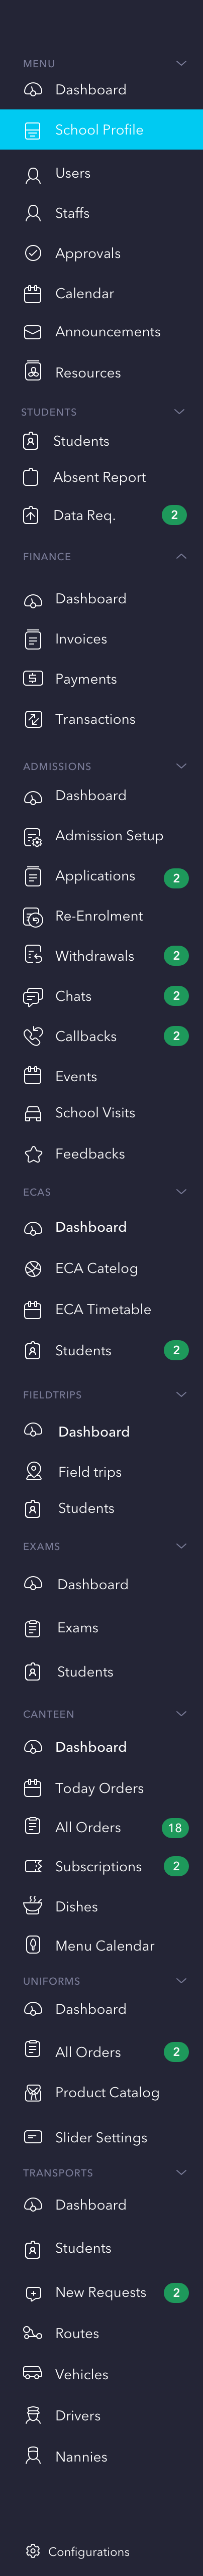 MENU
Dashboard
School Profile
Users
Staffs
Approvals
Calendar
Announcements
Resources
STUDENTS
Students
Absent Report
Data Req. 2
FINANCE
Dashboard
Invoices
Payments
Transactions
ADMISSIONS
Dashboard
Admission Setup
Applications 2
Re-Enrolment
Withdrawals 2
Chats 2
Callbacks 2
Events
School Visits
Feedbacks
ECAS
Dashboard
ECA Catelog
ECA Timetable
Students 2
FIELDTRIPS
Dashboard
Field trips
Students
EXAMS
Dashboard
Exams
Students
CANTEEN
Dashboard
Today Orders
All Orders 18
Subscriptions 2
Dishes
Menu Calendar
UNIFORMS
Dashboard
All Orders 2
Product Catalog
Slider Settings
TRANSPORTS
Dashboard
Students
New Requests 2
Routes
Vehicles
Drivers
Nannies
Configurations